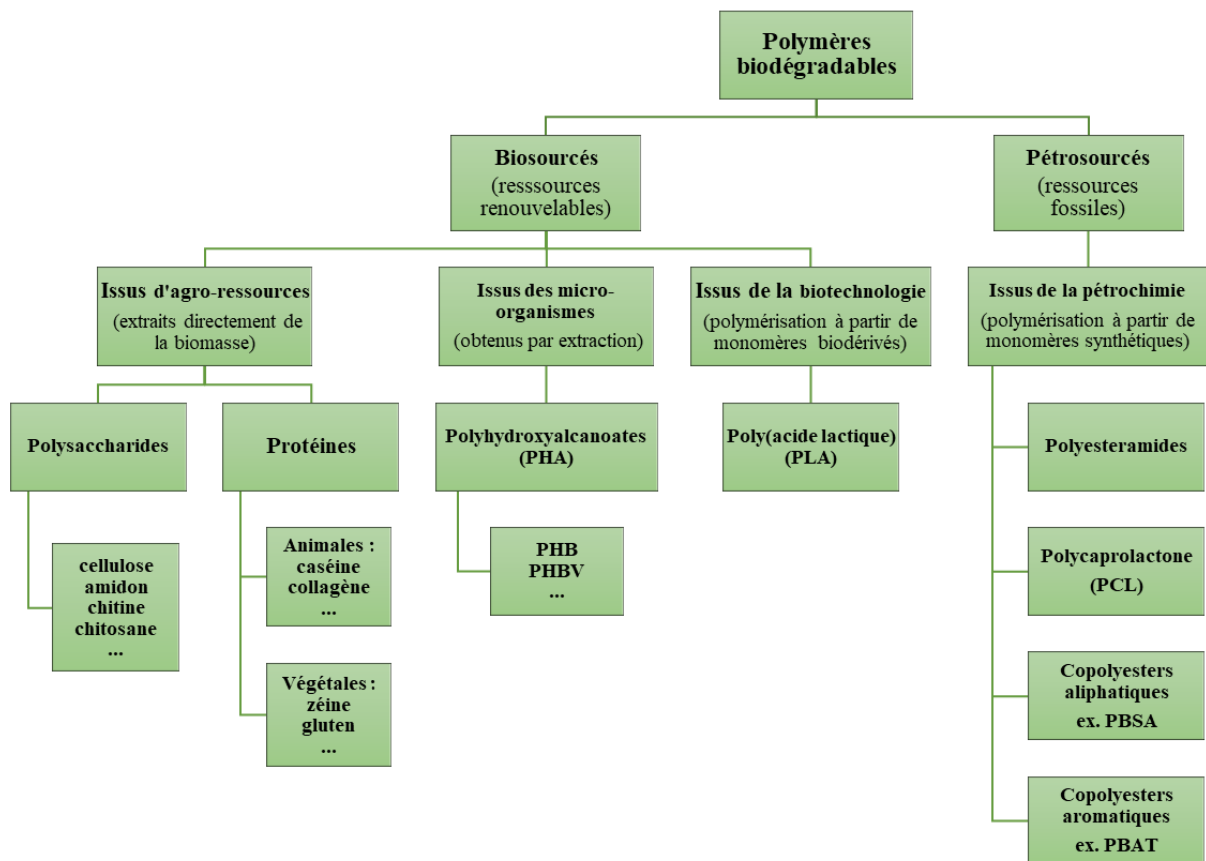 Polymères
biodégradables
Biosourcés
(resssources
renouvelables)
Pétrosourcés
(ressources
fossiles)
Issus d'agro-ressources
(extraits directement de
la biomasse)
Issus des micro-
organismes
(obtenus par extraction)
Issus de la biotechnologie
(polymérisation à partir de
monomères biodérivés)
Issus de la pétrochimie
(polymérisation à partir de
monomères synthétiques)
Polysaccharides
Protéines
Polyhydroxyalcanoates
(PHA)
Poly(acide lactique)
(PLA)
Polyesteramides
cellulose
amidon
chitine
chitosane
...
Animales :
caséine
collagène
...
PHB
PHBV
...
Polycaprolactone
(PCL)
Végétales :
zéine
gluten
...
Copolyesters
aliphatiques
ex. PBSA
Copolyesters
aromatiques
ex. PBAT